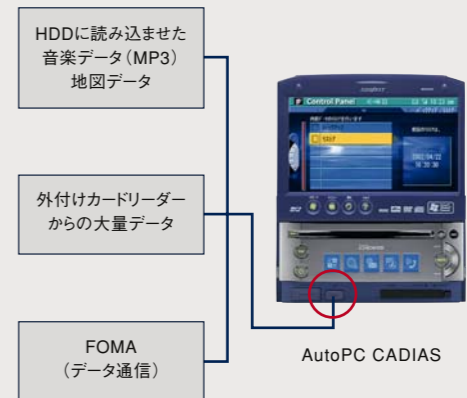 HDDに読み込ませた
音楽データ(MP3)
地図データ
外付けカードリーダー
からの大量データ
FOMA
(データ通信)
Control Panel
AutoPC CADIAS